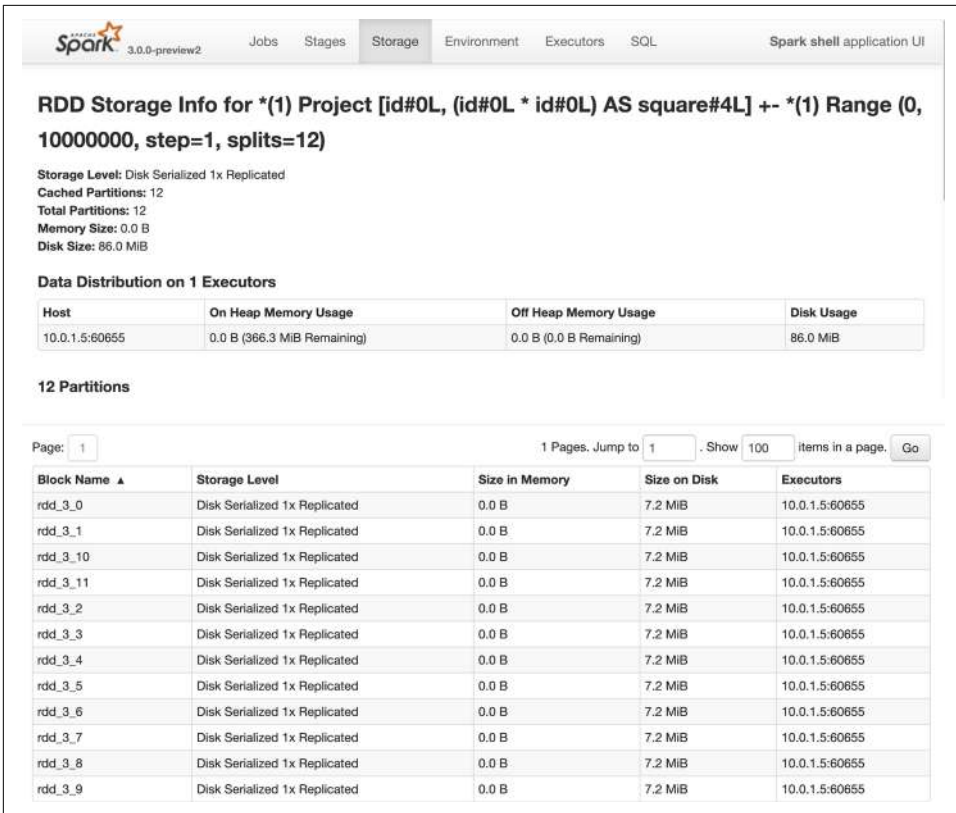 APACHE
Spark 3.0.0-preview2 Jobs Stages Storage Environment Executors SQL Spark shell application UI
RDD Storage Info for *(1) Project [id#0L, (id#0L * id#0L) AS square#4L] +- *(1) Range (0,
10000000, step=1, splits=12)
Storage Level: Disk Serialized 1x Replicated
Cached Partitions: 12
Total Partitions: 12
Memory Size: 0.0 B
Disk Size: 86.0 MiB
Data Distribution on 1 Executors
Host On Heap Memory Usage Off Heap Memory Usage Disk Usage
10.0.1.5:60655 0.0 B (366.3 MiB Remaining) 0.0 B (0.0 B Remaining) 86.0 MiB
12 Partitions
Page: 1 1 Pages. Jump to 1 . Show 100 items in a page. Go
Block Name ▲ Storage Level Size in Memory Size on Disk Executors
rdd_3_0 Disk Serialized 1x Replicated 0.0 B 7.2 MiB 10.0.1.5:60655
rdd_3_1 Disk Serialized 1x Replicated 0.0 B 7.2 MiB 10.0.1.5:60655
rdd_3_10 Disk Serialized 1x Replicated 0.0 B 7.2 MiB 10.0.1.5:60655
rdd_3_11 Disk Serialized 1x Replicated 0.0 B 7.2 MiB 10.0.1.5:60655
rdd_3_2 Disk Serialized 1x Replicated 0.0 B 7.2 MiB 10.0.1.5:60655
rdd_3_3 Disk Serialized 1x Replicated 0.0 B 7.2 MiB 10.0.1.5:60655
rdd_3_4 Disk Serialized 1x Replicated 0.0 B 7.2 MiB 10.0.1.5:60655
rdd_3_5 Disk Serialized 1x Replicated 0.0 B 7.2 MiB 10.0.1.5:60655
rdd_3_6 Disk Serialized 1x Replicated 0.0 B 7.2 MiB 10.0.1.5:60655
rdd_3_7 Disk Serialized 1x Replicated 0.0 B 7.2 MiB 10.0.1.5:60655
rdd_3_8 Disk Serialized 1x Replicated 0.0 B 7.2 MiB 10.0.1.5:60655
rdd_3_9 Disk Serialized 1x Replicated 0.0 B 7.2 MiB 10.0.1.5:60655